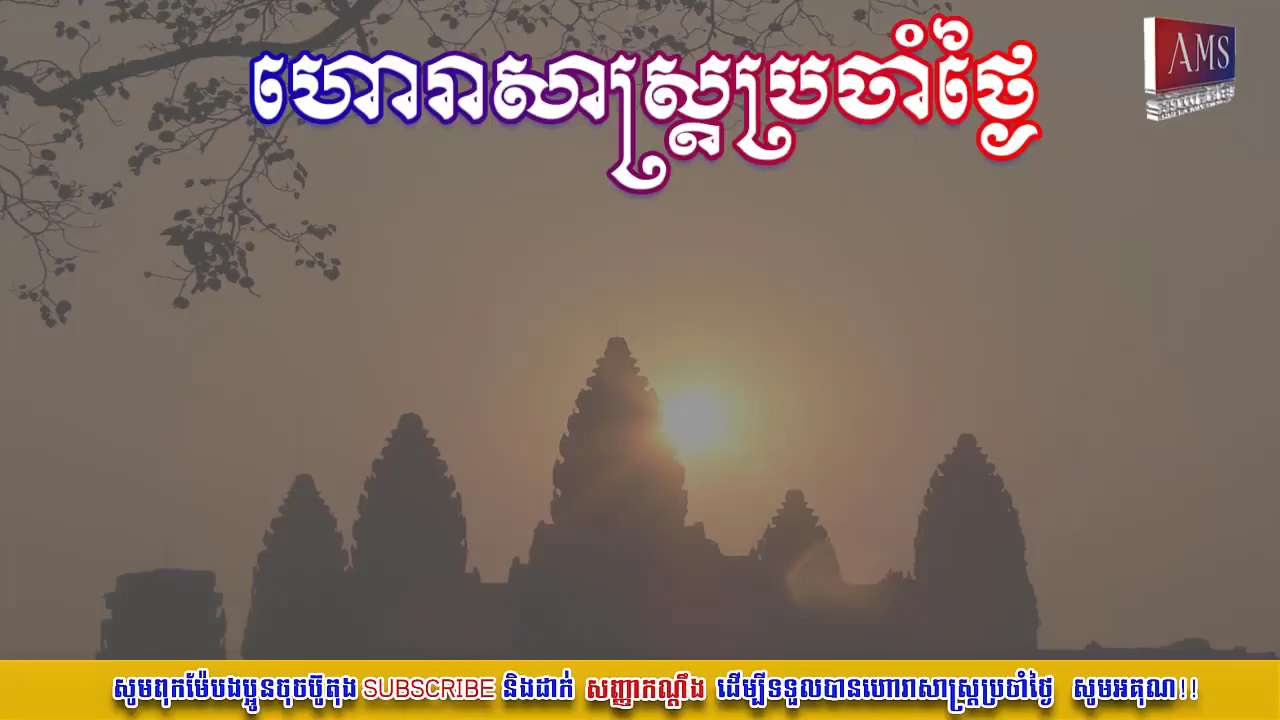 ហោរាសាស្ត្រប្រចាំថ្ងៃ
AMS
សូមពុកម៉ែបងប្អូនចុចប៊ូតុង SUBSCRIBE និងដាក់ សញ្ញាកណ្ដឹង ដើម្បីទទួលបានហោរាសាស្ត្រប្រចាំថ្ងៃ សូមអគុណ!!